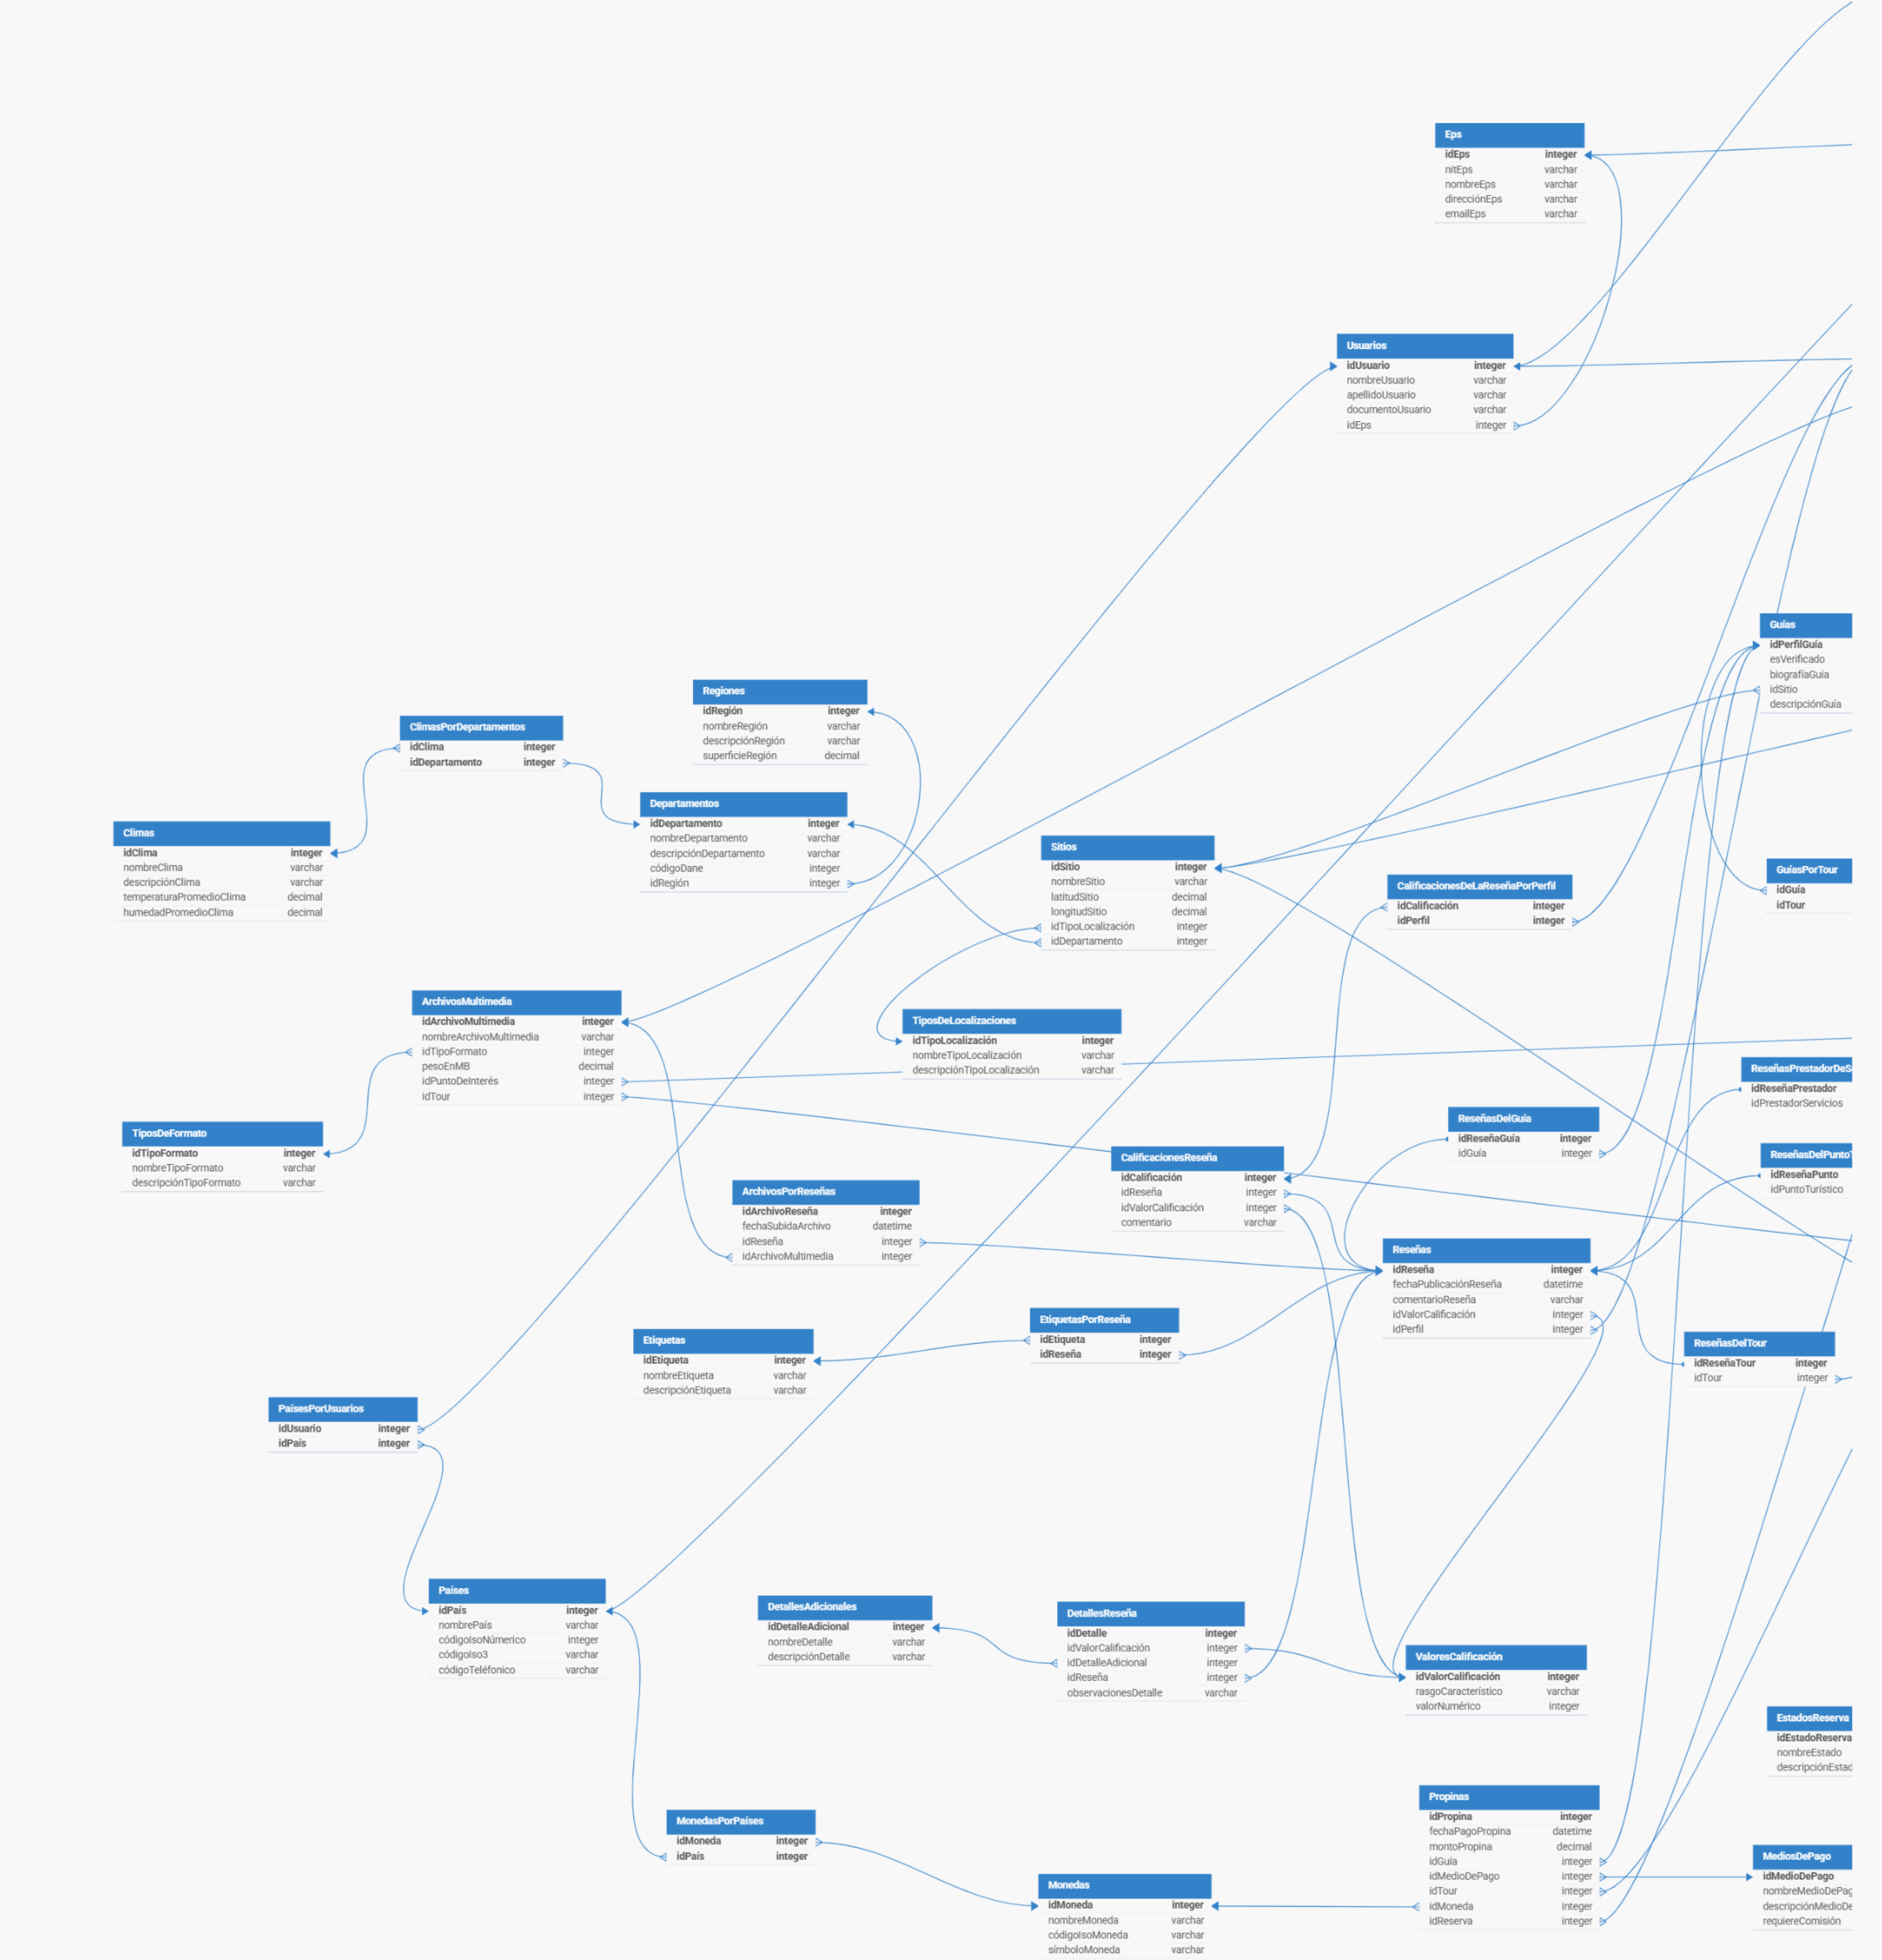 Eps
idEps integer
nitEps varchar
nombreEps varchar
direcciónEps varchar
emailEps varchar
Usuarios
idUsuario integer
nombreUsuario varchar
apellidoUsuario varchar
documentoUsuario varchar
idEps integer
Guías
idPerfilGuía
esVerificado
biografíaGuía
idSitio
descripciónGuía
Regiones
idRegión integer
nombreRegión varchar
descripciónRegión varchar
superficieRegión decimal
ClimasPorDepartamentos
idClima integer
idDepartamento integer
Departamentos
idDepartamento integer
nombreDepartamento varchar
descripciónDepartamento varchar
códigoDane integer
idRegión integer
Climas
idClima integer
nombreClima varchar
descripciónClima varchar
temperaturaPromedioClima decimal
humedadPromedioClima decimal
Sitios
idSitio integer
nombreSitio varchar
latitudSitio decimal
longitudSitio decimal
idTipoLocalización integer
idDepartamento integer
CalificacionesDeLaReseñaPorPerfil
idCalificación integer
idPerfil integer
GuíasPorTour
idGuía
idTour
ArchivosMultimedia
idArchivoMultimedia integer
nombreArchivoMultimedia varchar
idTipoFormato integer
pesoEnMB decimal
idPuntoDeInterés integer
idTour integer
TiposDeLocalizaciones
idTipoLocalización integer
nombreTipoLocalización varchar
descripciónTipoLocalización varchar
ReseñasPrestadorDeSe
idReseñaPrestador
idPrestadorServicios
TiposDeFormato
idTipoFormato integer
nombreTipoFormato varchar
descripciónTipoFormato varchar
ReseñasDelGuía
idReseñaGuía integer
idGuía integer
CalificacionesReseña
idCalificación integer
idReseña integer
idValorCalificación integer
comentario varchar
ReseñasDelPuntoT
idReseñaPunto
idPuntoTurístico
ArchivosPorReseñas
idArchivoReseña integer
fechaSubidaArchivo datetime
idReseña integer
idArchivoMultimedia integer
Reseñas
idReseña integer
fechaPublicaciónReseña datetime
comentarioReseña varchar
idValorCalificación integer
idPerfil integer
EtiquetasPorReseña
idEtiqueta integer
idReseña integer
Etiquetas
idEtiqueta integer
nombreEtiqueta varchar
descripciónEtiqueta varchar
ReseñasDelTour
idReseñaTour integer
idTour integer
PaísesPorUsuarios
idUsuario integer
idPaís integer
Países
idPaís integer
nombrePaís varchar
códigoIsoNúmerico integer
códigoIso3 varchar
códigoTeléfonico varchar
DetallesAdicionales
idDetalleAdicional integer
nombreDetalle varchar
descripciónDetalle varchar
DetallesReseña
idDetalle integer
idValorCalificación integer
idDetalleAdicional integer
idReseña integer
observacionesDetalle varchar
ValoresCalificación
idValorCalificación integer
rasgoCaracterístico varchar
valorNumérico integer
EstadosReserva
idEstadoReserva
nombreEstado
descripciónEstad
MonedasPorPaíses
idMoneda integer
idPaís integer
Propinas
idPropina integer
fechaPagoPropina datetime
montoPropina decimal
idGuía integer
idMedioDePago integer
idTour integer
idMoneda integer
idReserva integer
MediosDePago
idMedioDePago
nombreMedioDePag
descripciónMedioDe
requiereComisión
Monedas
idMoneda integer
nombreMoneda varchar
códigoIsoMoneda varchar
símboloMoneda varchar